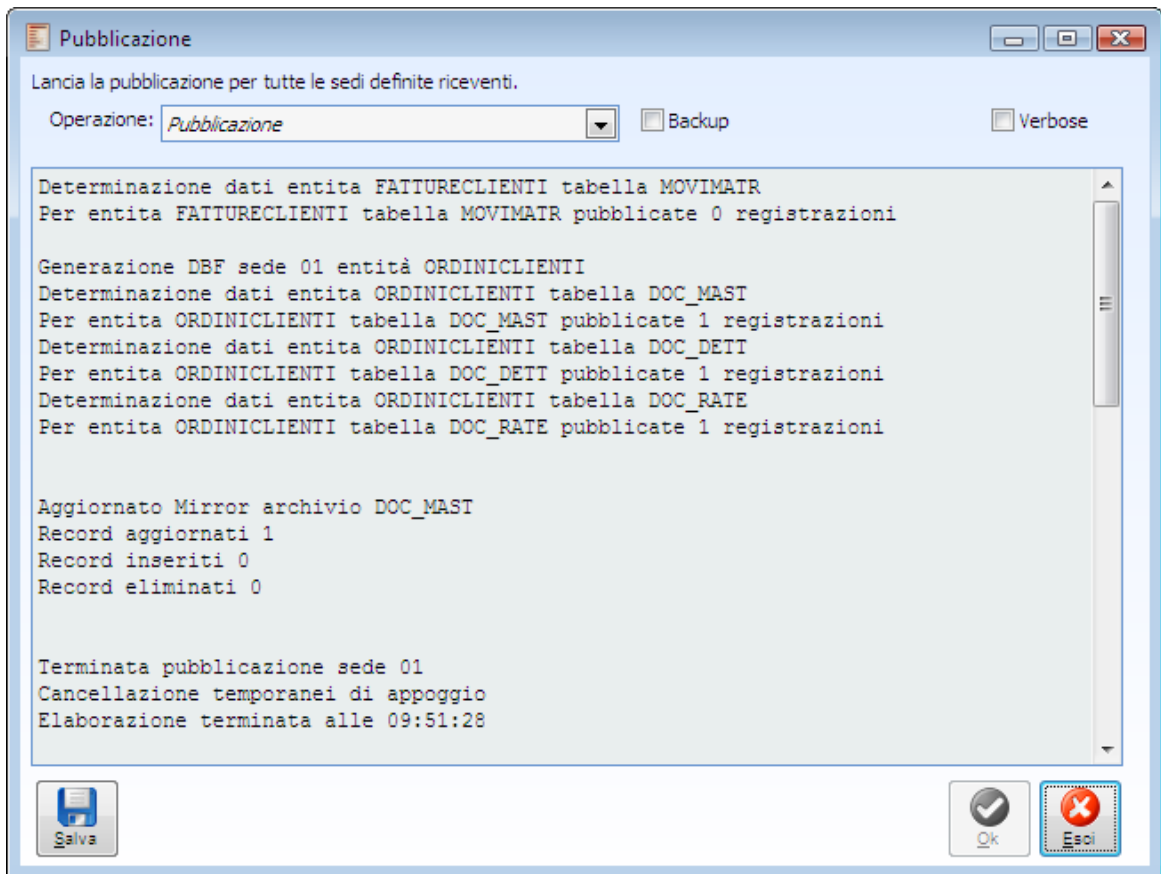 Pubblicazione
Lancia la pubblicazione per tutte le sedi definite riceventi.
Operazione: Pubblicazione Backup Verbose
Determinazione dati entita FATTURECLIENTI tabella MOVIMATR
Per entita FATTURECLIENTI tabella MOVIMATR pubblicate 0 registrazioni
Generazione DBF sede 01 entità ORDINICLIENTI
Determinazione dati entita ORDINICLIENTI tabella DOC_MAST
Per entita ORDINICLIENTI tabella DOC_MAST pubblicate 1 registrazioni
Determinazione dati entita ORDINICLIENTI tabella DOC_DETT
Per entita ORDINICLIENTI tabella DOC_DETT pubblicate 1 registrazioni
Determinazione dati entita ORDINICLIENTI tabella DOC_RATE
Per entita ORDINICLIENTI tabella DOC_RATE pubblicate 1 registrazioni
Aggiornato Mirror archivio DOC_MAST
Record aggiornati 1
Record inseriti 0
Record eliminati 0
Terminata pubblicazione sede 01
Cancellazione temporanei di appoggio
Elaborazione terminata alle 09:51:28
Salva Ok Esci